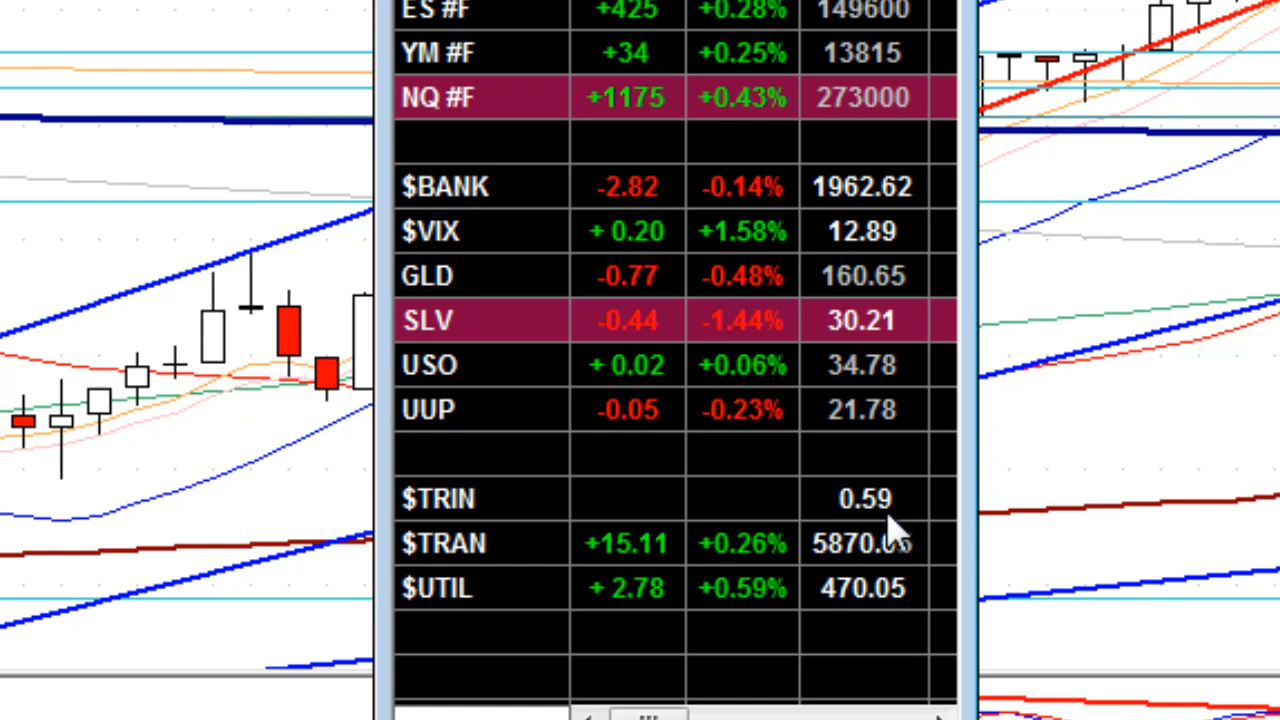 ES #F +425 +0.28% 149600
YM #F +34 +0.25% 13815
NQ #F +1175 +0.43% 273000
$BANK -2.82 -0.14% 1962.62
$VIX + 0.20 +1.58% 12.89
GLD -0.77 -0.48% 160.65
SLV -0.44 -1.44% 30.21
USO + 0.02 +0.06% 34.78
UUP -0.05 -0.23% 21.78
$TRIN 0.59
$TRAN +15.11 +0.26%
$UTIL + 2.78 +0.59% 470.05